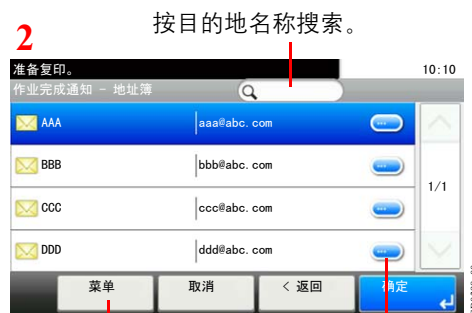 按目的地名称搜索。
2
准备复印。 10:10
作业完成通知 - 地址簿
AAA aaa@abc.com
BBB bbb@abc.com
1/1
CCC ccc@abc.com
DDD ddd@abc.com
菜单 取消 < 返回 确定